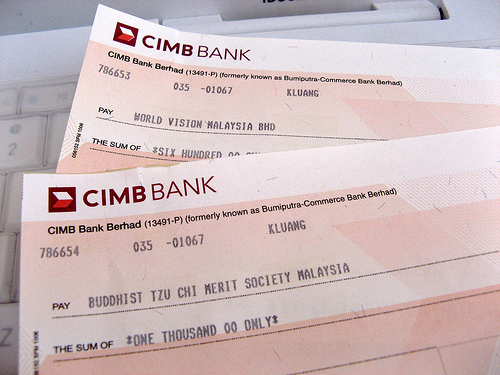 CIMB BANK
CIMB Bank Berhad (13491-P) (formerly known as Bumiputra-Commerce Bank Berhad)
786653 035 -01067 KLUANG
PAY WORLD VISION MALAYSIA BHD
THE SUM OF *SIX HUNDRED OO
CIMB BANK
CIMB Bank Berhad (13491-P) (formerly known as Bumiputra-Commerce Bank Berhad)
786654 035 -01067 KLUANG
PAY BUDDHIST TZU CHI MERIT SOCIETY MALAYSIA
THE SUM OF *ONE THOUSAND OO ONLY*
2
Z